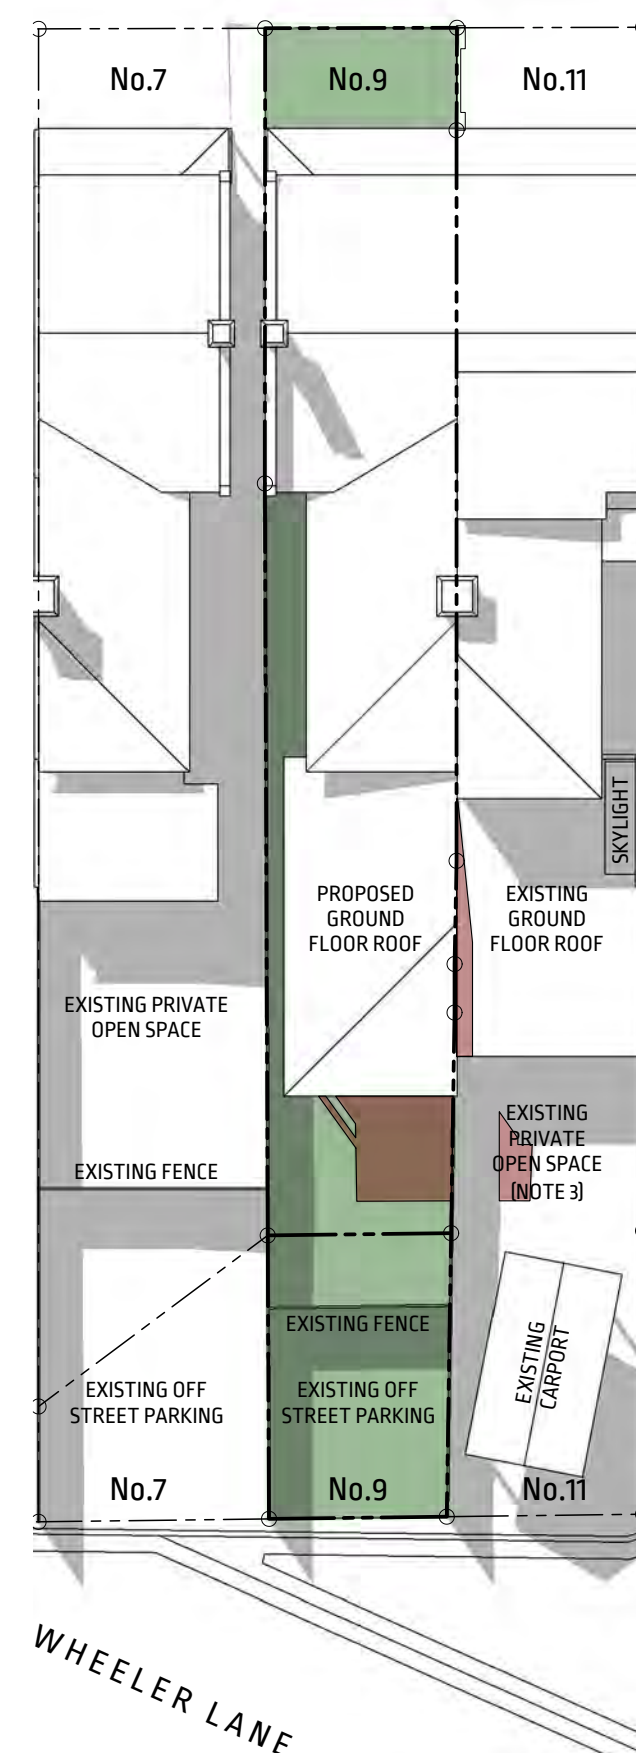 No.7
No.9
No.11
SKYLIGHT
PROPOSED
GROUND
FLOOR ROOF
EXISTING
GROUND
FLOOR ROOF
EXISTING PRIVATE
OPEN SPACE
EXISTING
PRIVATE
OPEN SPACE
(NOTE 3)
EXISTING FENCE
EXISTING FENCE
EXISTING
CARPORT
EXISTING OFF
STREET PARKING
EXISTING OFF
STREET PARKING
No.7
No.9
No.11
WHEELER LANE